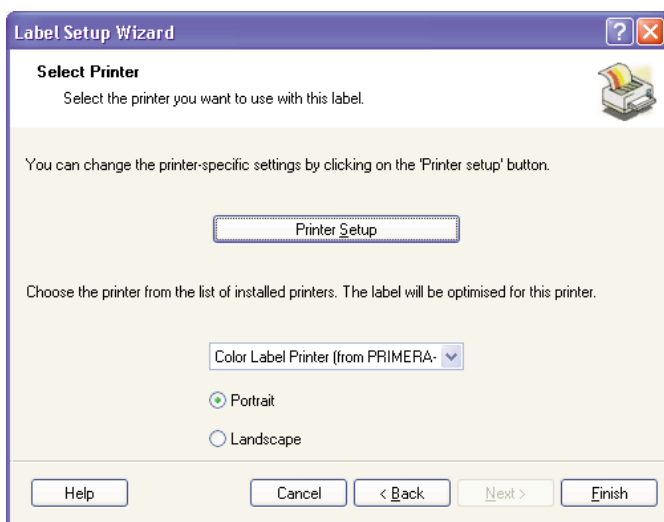 Label Setup Wizard
Select Printer
Select the printer you want to use with this label.
You can change the printer-specific settings by clicking on the 'Printer setup' button.
Printer Setup
Choose the printer from the list of installed printers. The label will be optimised for this printer.
Color Label Printer (from PRIMERA-
Portrait
Landscape
Help Cancel < Back Next > Finish